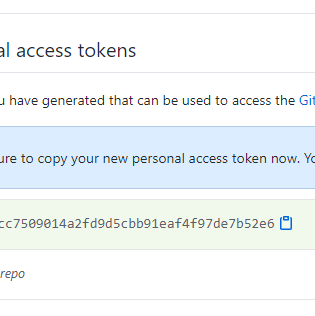 al access tokens
u have generated that can be used to access the Git
ure to copy your new personal access token now. Yo
cc7509014a2fd9d5cbb91eaf4f97de7b52e6
repo